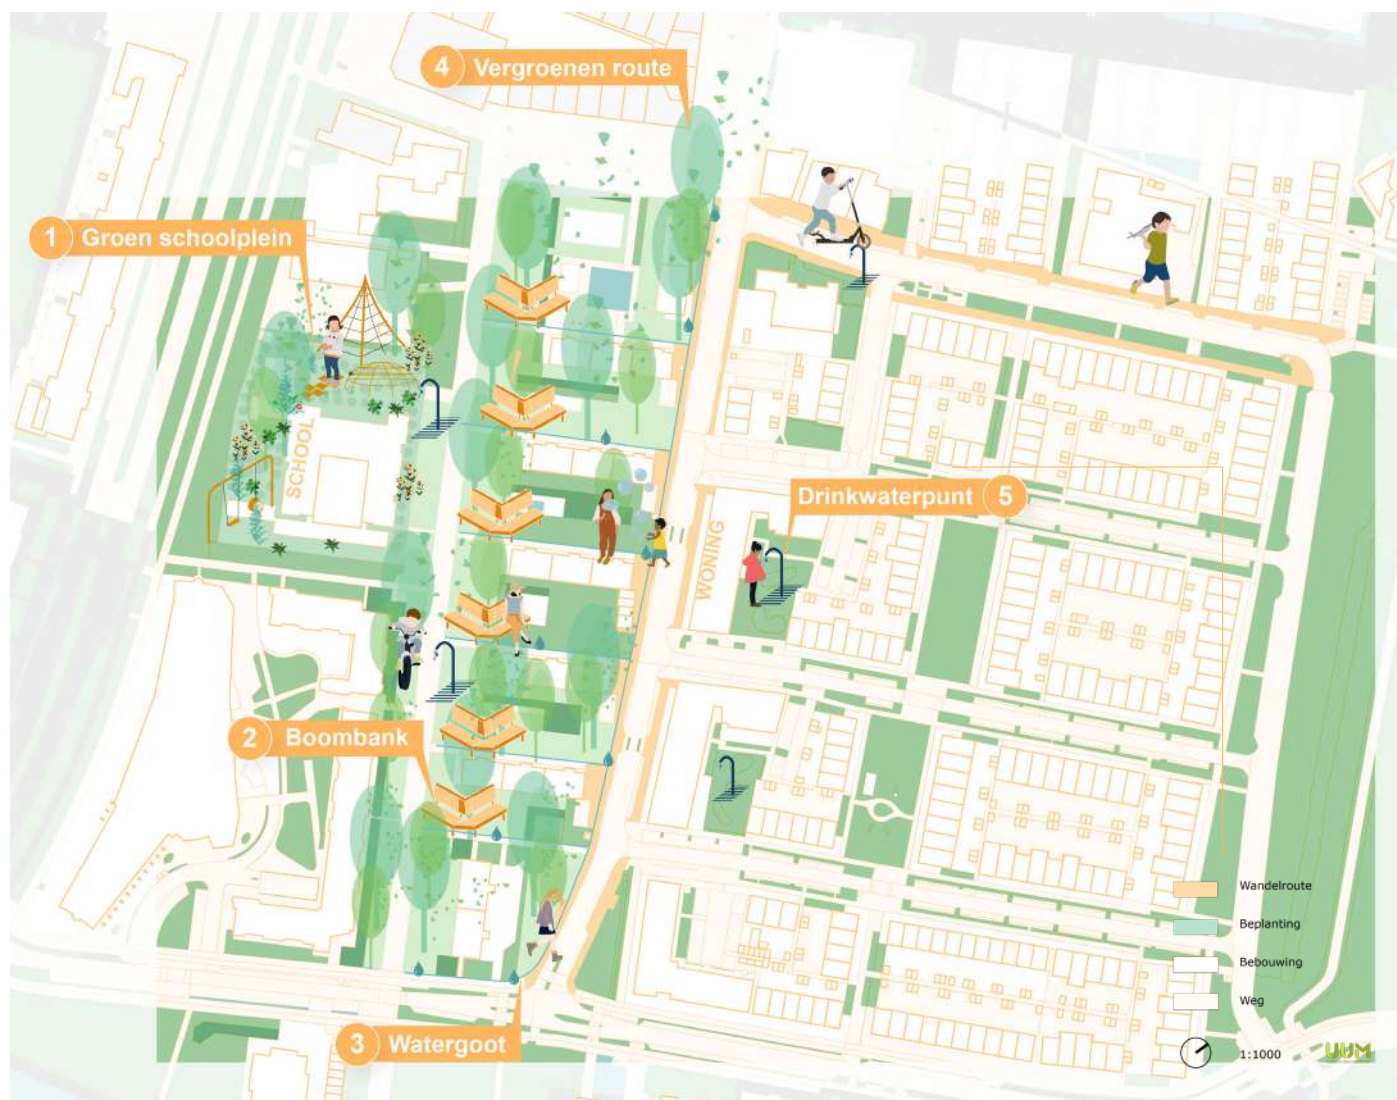 4 Vergroenen route
1 Groen schoolplein
SCHOOL
Drinkwaterpunt 5
WONING
2 Boombank
Wandelroute
Beplanting
Bebouwing
Weg
3 Watergoot
1:1000